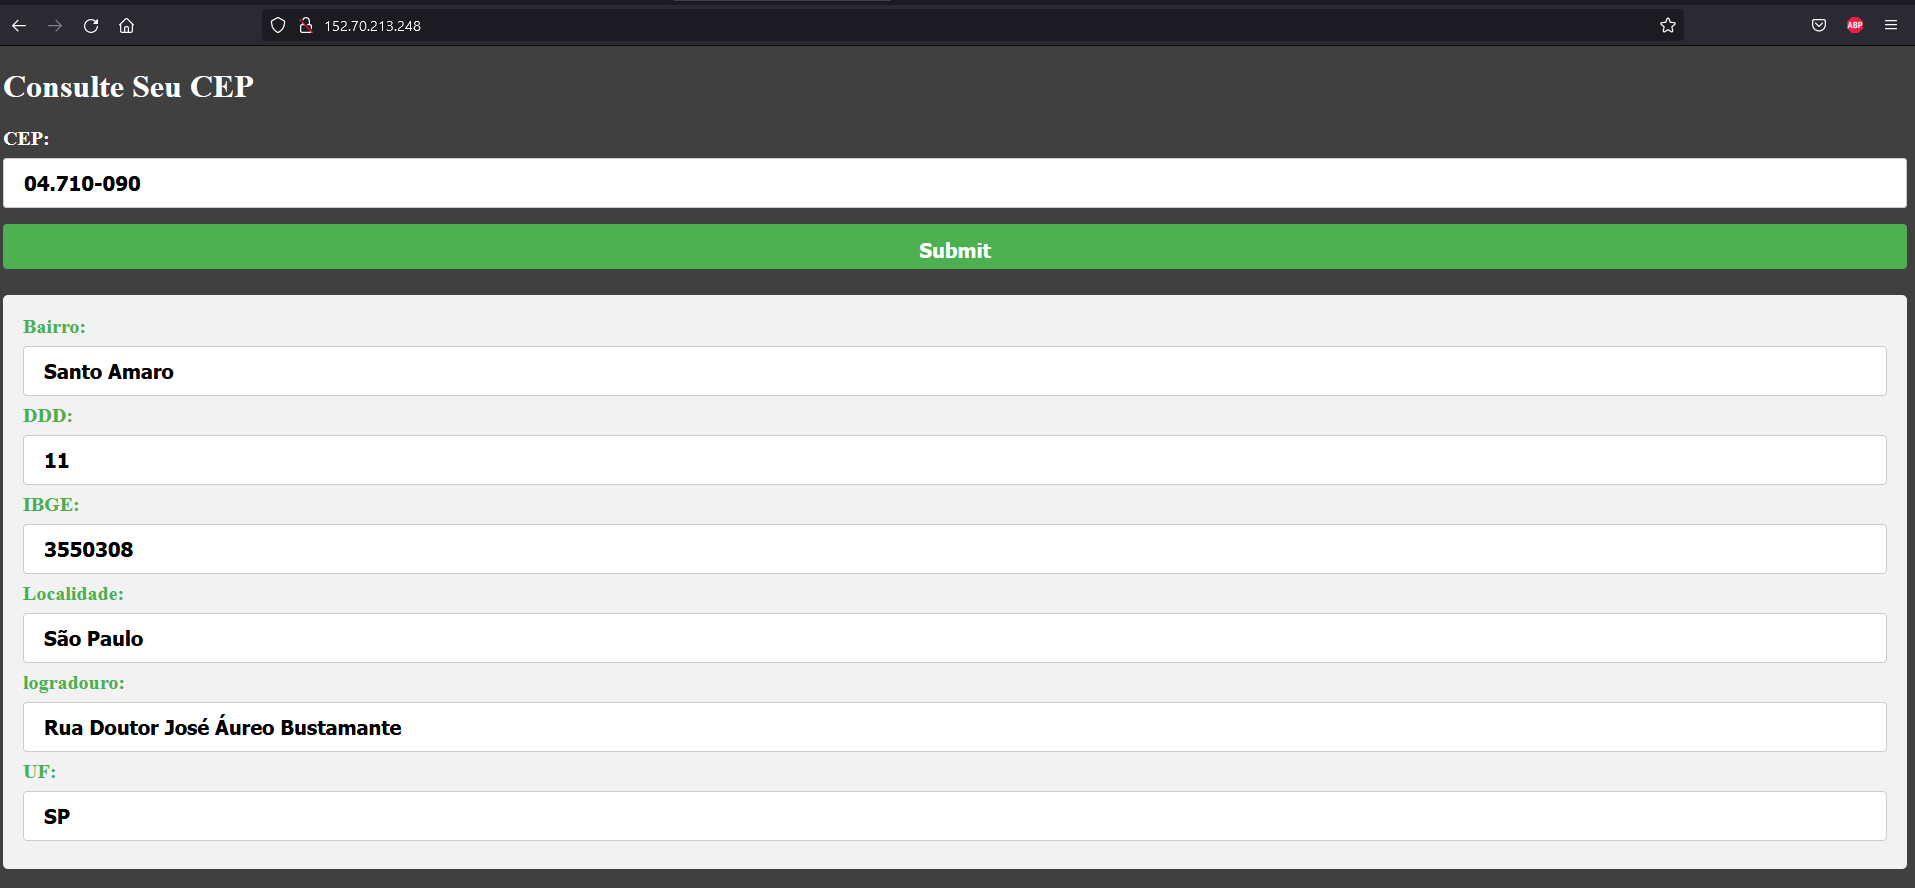 152.70.213.248
ABP
Consulte Seu CEP
CEP:
04.710-090
Submit
Bairro:
Santo Amaro
DDD:
11
IBGE:
3550308
Localidade:
São Paulo
logradouro:
Rua Doutor José Áureo Bustamante
UF:
SP